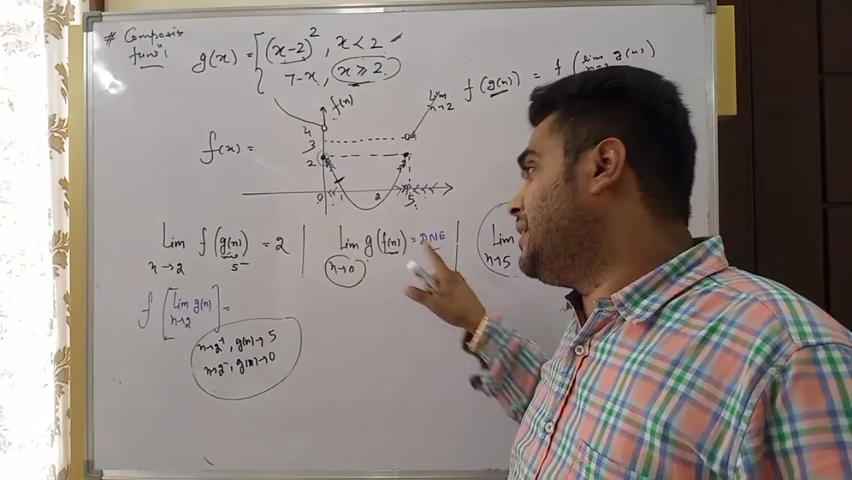 # Composite funⁿ
g(x) = { (x-2)², x < 2
7-x, x ≥ 2
lim n→2 f(g(n)) = f( lim g(n))
f(n)
f(x) =
4
3
2
0 1 2 5
Lim n→2 f(g(n)) = 2
5
Lim n→0 g(f(n)) = DNE
Lim n→5
f[ Lim n→2 g(n) ] =
n→2⁺, g(n)→ 5
n→2⁻, g(n)→0